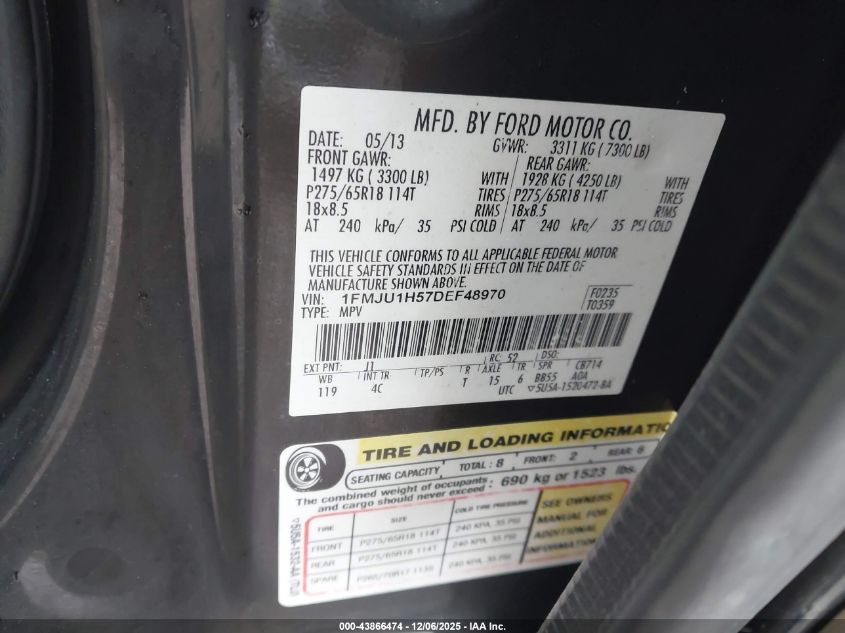 MFD. BY FORD MOTOR CO.
DATE: 05/13 GVWR: 3311 KG ( 7300 LB)
FRONT GAWR: REAR GAWR:
1497 KG ( 3300 LB) WITH 1928 KG ( 4250 LB) WITH
P275/65R18 114T TIRES P275/65R18 114T TIRES
18x8.5 RIMS 18x8.5 RIMS
AT 240 kPa/ 35 PSI COLD AT 240 kPa/ 35 PSI COLD
THIS VEHICLE CONFORMS TO ALL APPLICABLE FEDERAL MOTOR
VEHICLE SAFETY STANDARDS IN EFFECT ON THE DATE OF
MANUFACTURE SHOWN ABOVE.
VIN: 1FMJU1H57DEF48970 F0235
TYPE: MPV T0359
EXT PNT: J1 RC: 52 DSO:
WB INT TR TP/PS R AXLE TR SPR CB714
119 4C T 15 6 BB55 AOA
UTC ▽5U5A-1520472-BA
TIRE AND LOADING INFORMATIO
SEATING CAPACITY TOTAL : 8 FRONT: 2 REAR: 6
The combined weight of occupants and cargo should never exceed : 690 kg or 1523 lbs.
TIRE SIZE COLD TIRE PRESSURE SEE OWNERS
FRONT P275/65R18 114T 240 KPA, 35 PSI MANUAL FOR
REAR P275/65R18 114T 240 KPA, 35 PSI ADDITIONAL
SPARE 240 KPA, 35 PSI INFORMATION
000-43866474 - 12/06/2025 - IAA Inc.